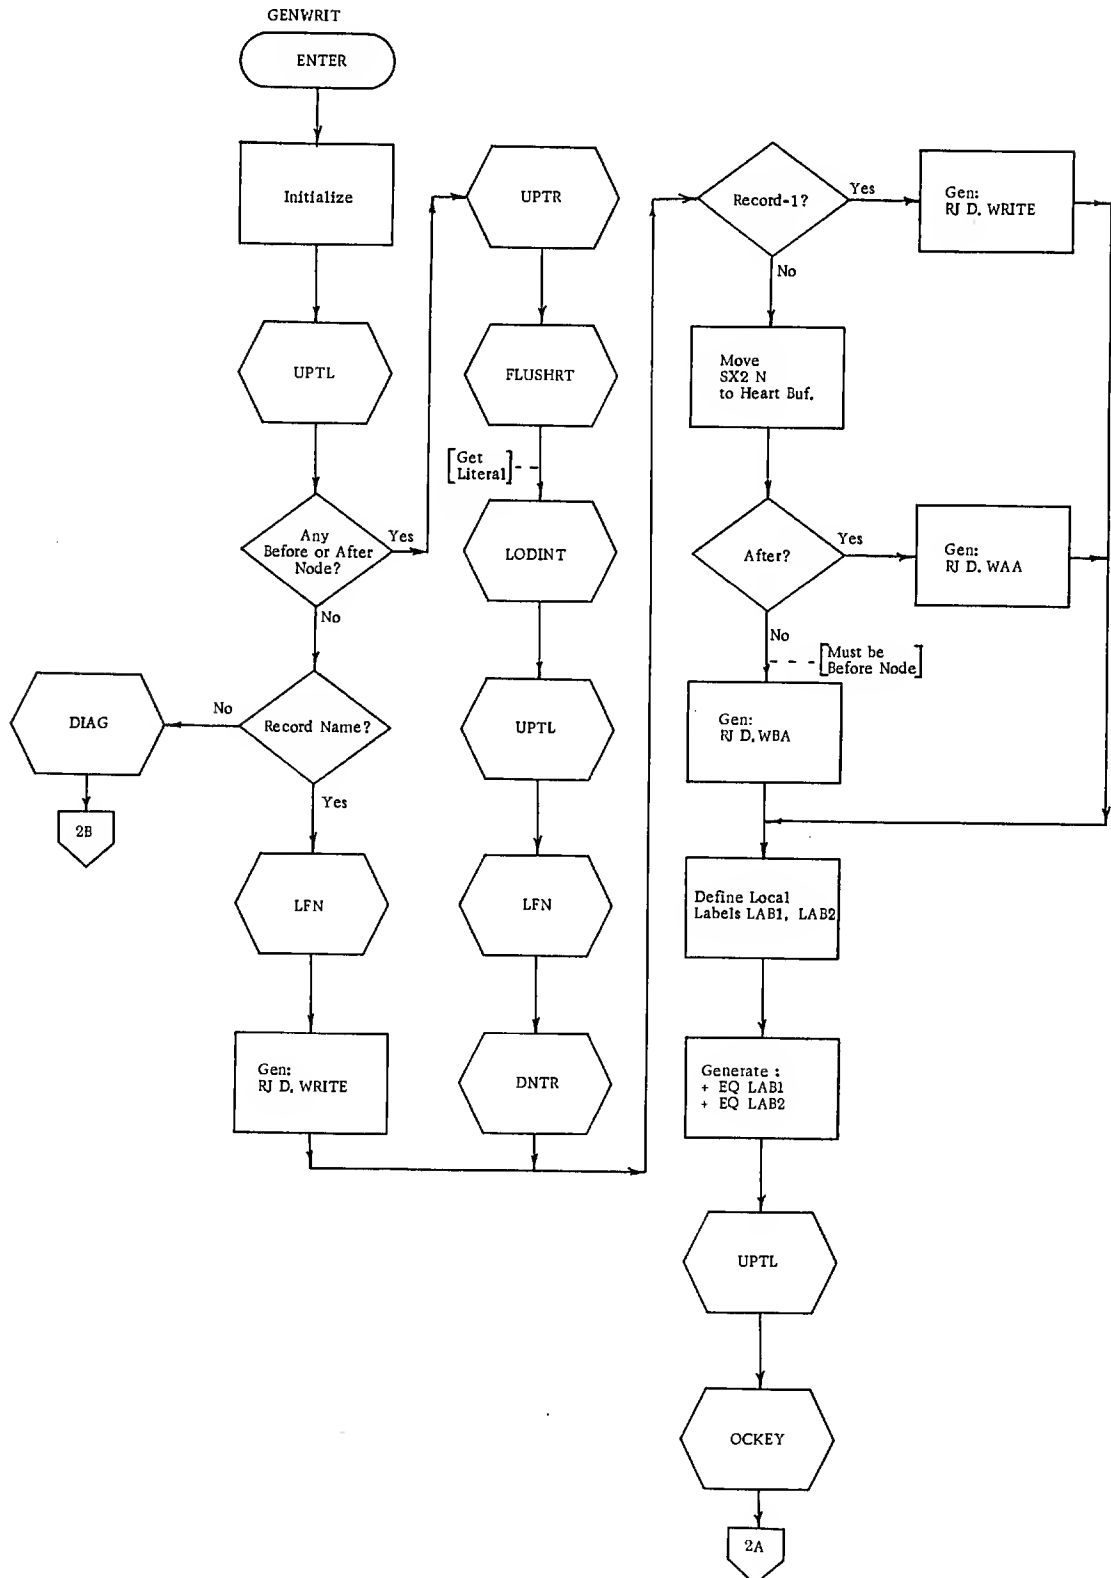 GENWRIT
ENTER
Initialize
UPTL
Any
Before or After
Node?
Yes
No
Record Name?
No
DIAG
2B
Yes
LFN
Gen:
RJ D. WRITE
UPTR
FLUSHRT
Get
Literal
LODINT
UPTL
LFN
DNTR
Record-1?
Yes
Gen:
RJ D. WRITE
No
Move
SX2 N
to Heart Buf.
After?
Yes
Gen:
RJ D. WAA
No
Must be
Before Node
Gen:
RJ D. WBA
Define Local
Labels LAB1, LAB2
Generate :
+ EQ LAB1
+ EQ LAB2
UPTL
OCKEY
2A